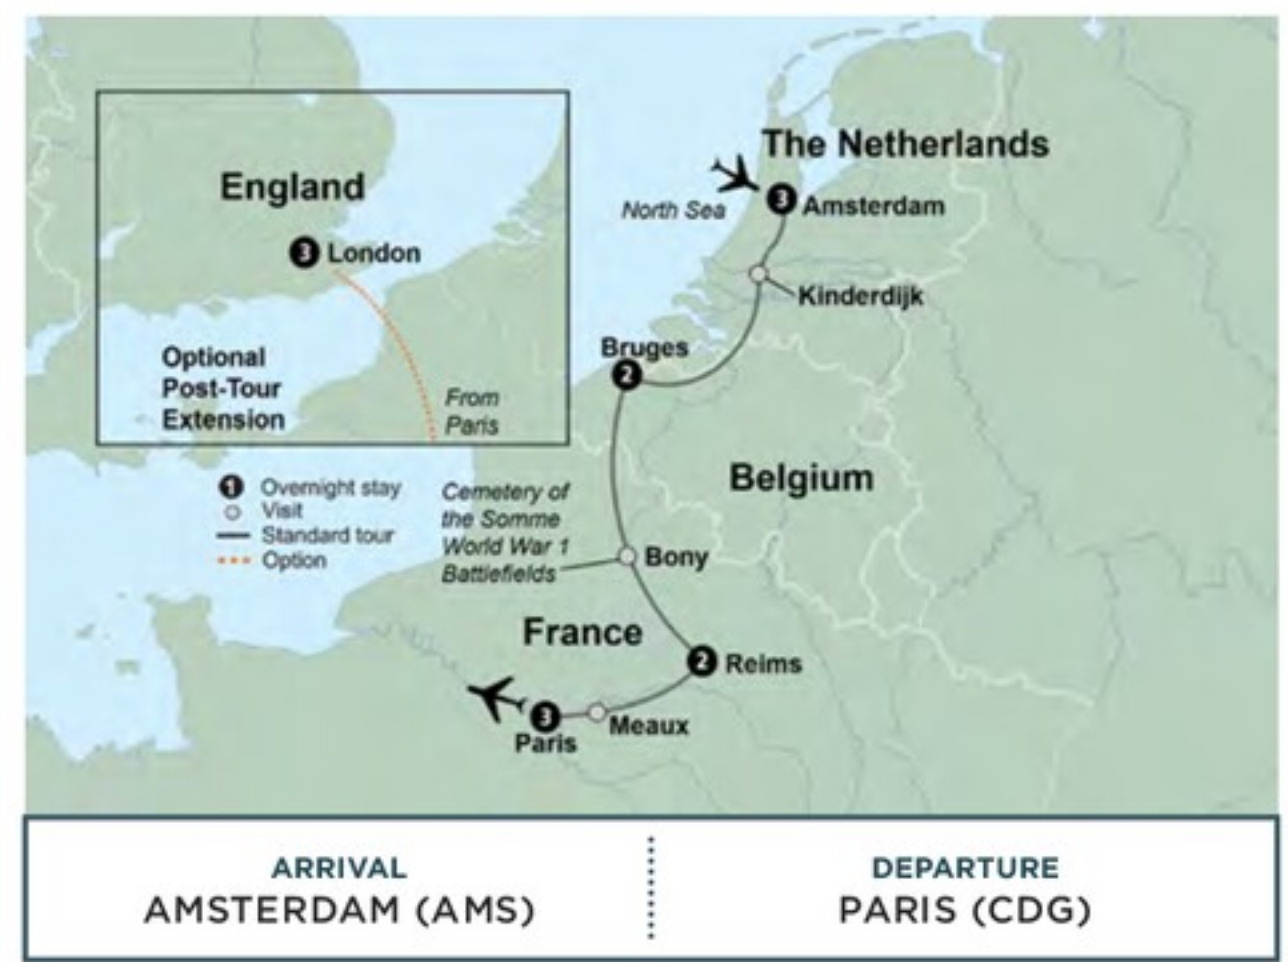 The Netherlands
North Sea
3 Amsterdam
Kinderdijk
England
3 London
Optional
Post-Tour
Extension
From
Paris
Bruges
2
Belgium
1 Overnight stay
Visit
Standard tour
Option
Cemetery of
the Somme
World War 1
Battlefields
Bony
France
2 Reims
Meaux
3
Paris
ARRIVAL
AMSTERDAM (AMS)
DEPARTURE
PARIS (CDG)